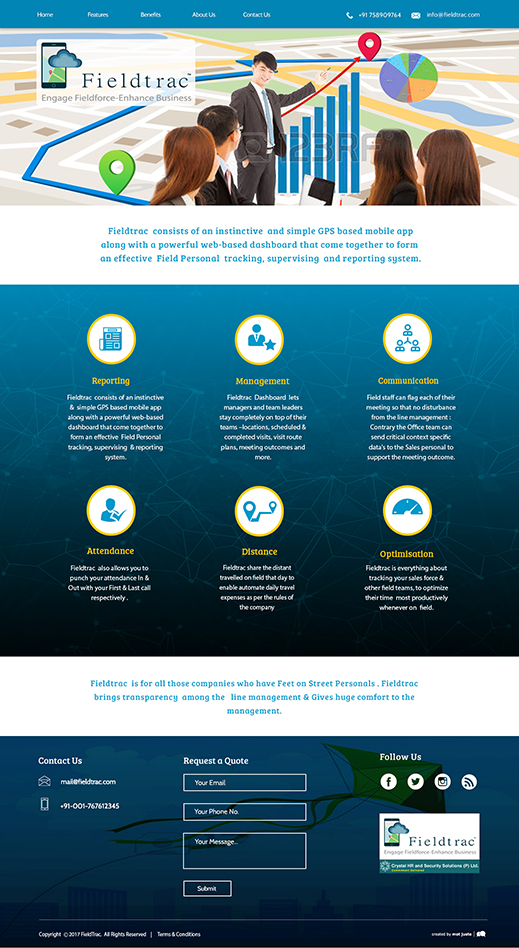 Home Features Benefits About Us Contact Us +91 758909764 info@fieldtrac.com
Fieldtrac™
Engage Fieldforce-Enhance Business
123RF
Fieldtrac consists of an instinctive and simple GPS based mobile app
along with a powerful web-based dashboard that come together to form
an effective Field Personal tracking, supervising and reporting system.
Reporting
Fieldtrac consists of an instinctive
& simple GPS based mobile app
along with a powerful web-based
dashboard that come together to
form an effective Field Personal
tracking, supervising & reporting
system.
Management
Fieldtrac Dashboard lets
managers and team leaders
stay completely on top of their
teams –locations, scheduled &
completed visits, visit route
plans, meeting outcomes and
more.
Communication
Field staff can flag each of their
meeting so that no disturbance
from the line management :
Contrary the Office team can
send critical context specific
data's to the Sales personal to
support the meeting outcome.
Attendance
Fieldtrac also allows you to
punch your attendance In &
Out with your First & Last call
respectively .
Distance
Fieldtrac share the distant
travelled on field that day to
enable automate daily travel
expenses as per the rules of
the company
Optimisation
Fieldtrac is everything about
tracking your sales force &
other field teams, to optimize
their time most productively
whenever on field.
Fieldtrac is for all those companies who have Feet on Street Personals , Fieldtrac
brings transparency among the line management & Gives huge comfort to the
management.
Contact Us
mail@fieldtrac.com
+91-001-767612345
Request a Quote
Your Email
Your Phone No.
Your Message..
Submit
Follow Us
Fieldtrac™
Engage Fieldforce-Enhance Business
Crystal HR and Security Solutions (P) Ltd.
Copyright © 2017 FieldTrac. All Rights Reserved | Terms & Conditions
created by mat justo